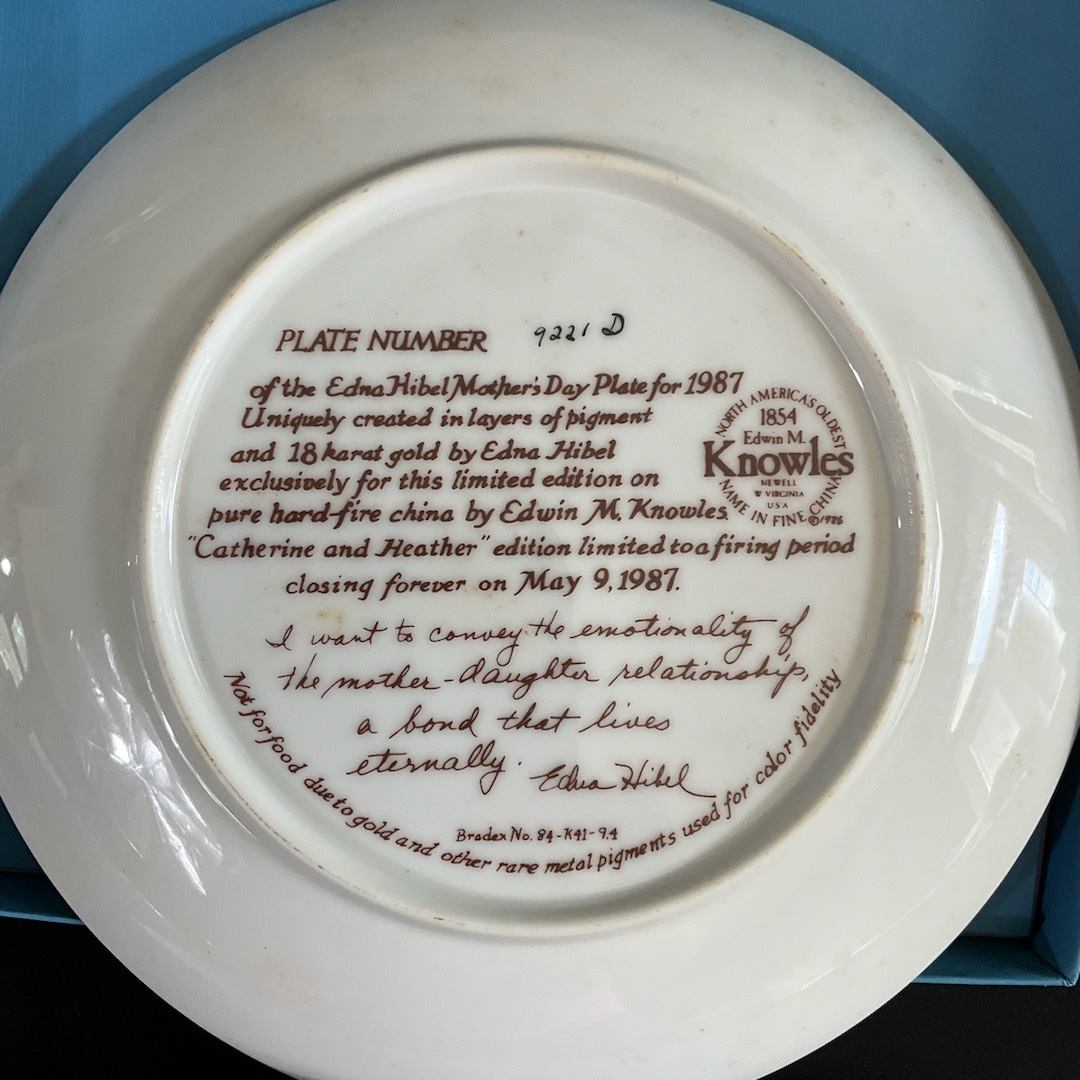 PLATE NUMBER 9221 D
of the Edna Hibel Mother's Day Plate for 1987
Uniquely created in layers of pigment
and 18 karat gold by Edna Hibel
exclusively for this limited edition on
pure hard-fire china by Edwin M. Knowles.
"Catherine and Heather" edition limited to a firing period
closing forever on May 9, 1987.
NORTH AMERICA'S OLDEST
1854
Edwin M.
Knowles
NEWELL
W VIRGINIA
USA
NAME IN FINE CHINA
©1986
I want to convey the emotionality of
the mother-daughter relationship,
a bond that lives
eternally.
Edna Hibel
Bradex No. 84-K41-9.4
Not for food due to gold and other rare metal pigments used for color fidelity